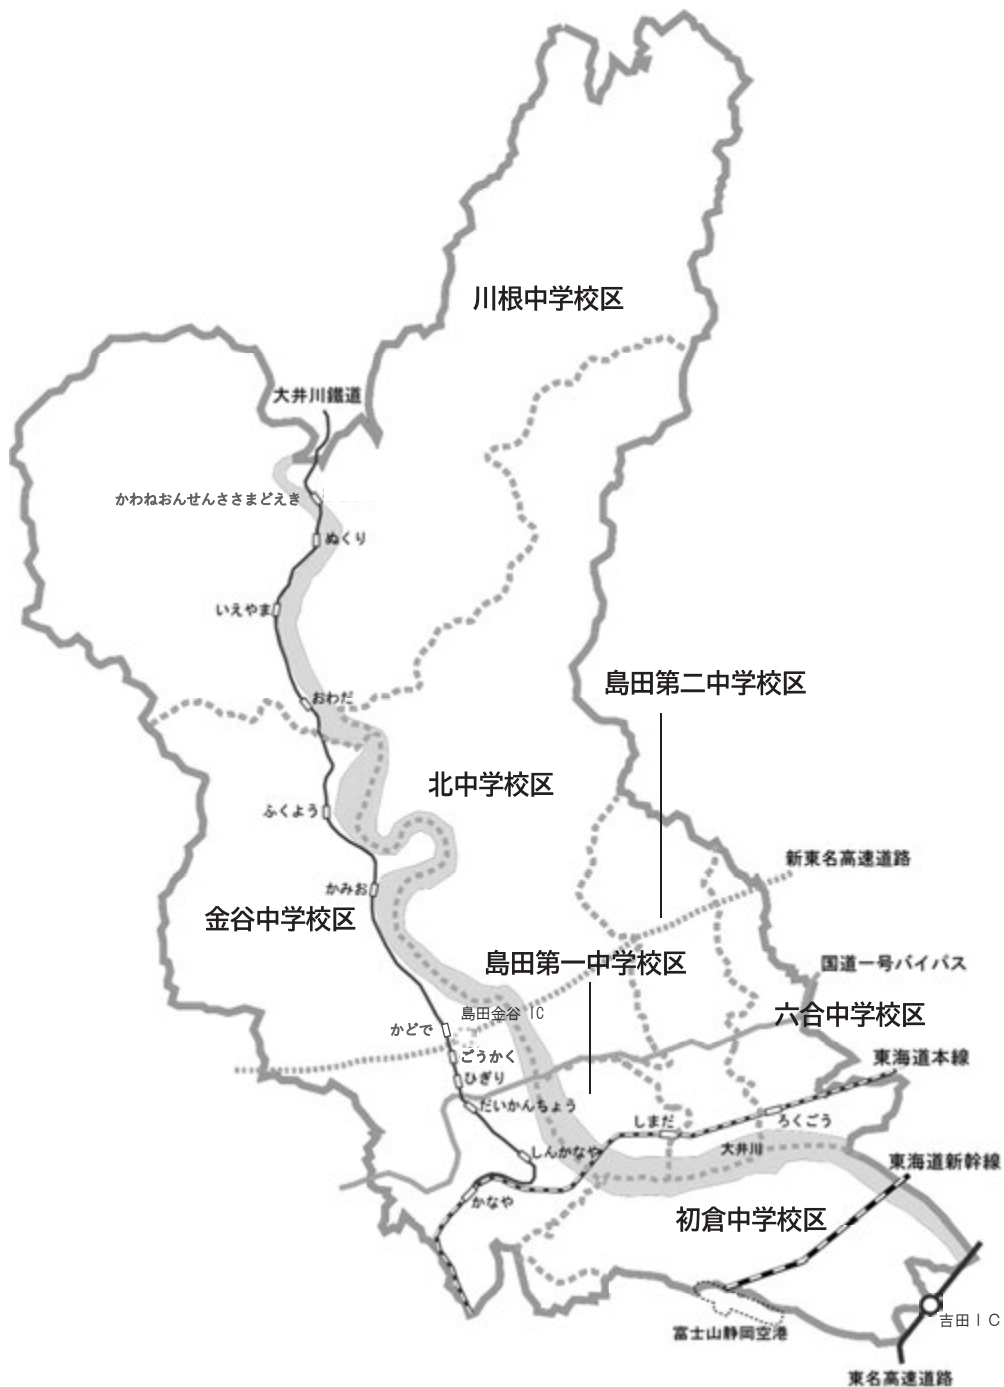 川根中学校区
大井川鐵道
かわねおんせんささまどえき
ぬくり
いえやま
島田第二中学校区
おわだ
北中学校区
ふくよう
新東名高速道路
かみお
金谷中学校区
島田第一中学校区
国道一号バイパス
島田金谷 IC
六合中学校区
かどで
ごうかく
東海道本線
ひぎり
だいかんちょう
しまだ
ろくごう
大井川
しんかなや
東海道新幹線
かなや
初倉中学校区
吉田IC
富士山静岡空港
東名高速道路